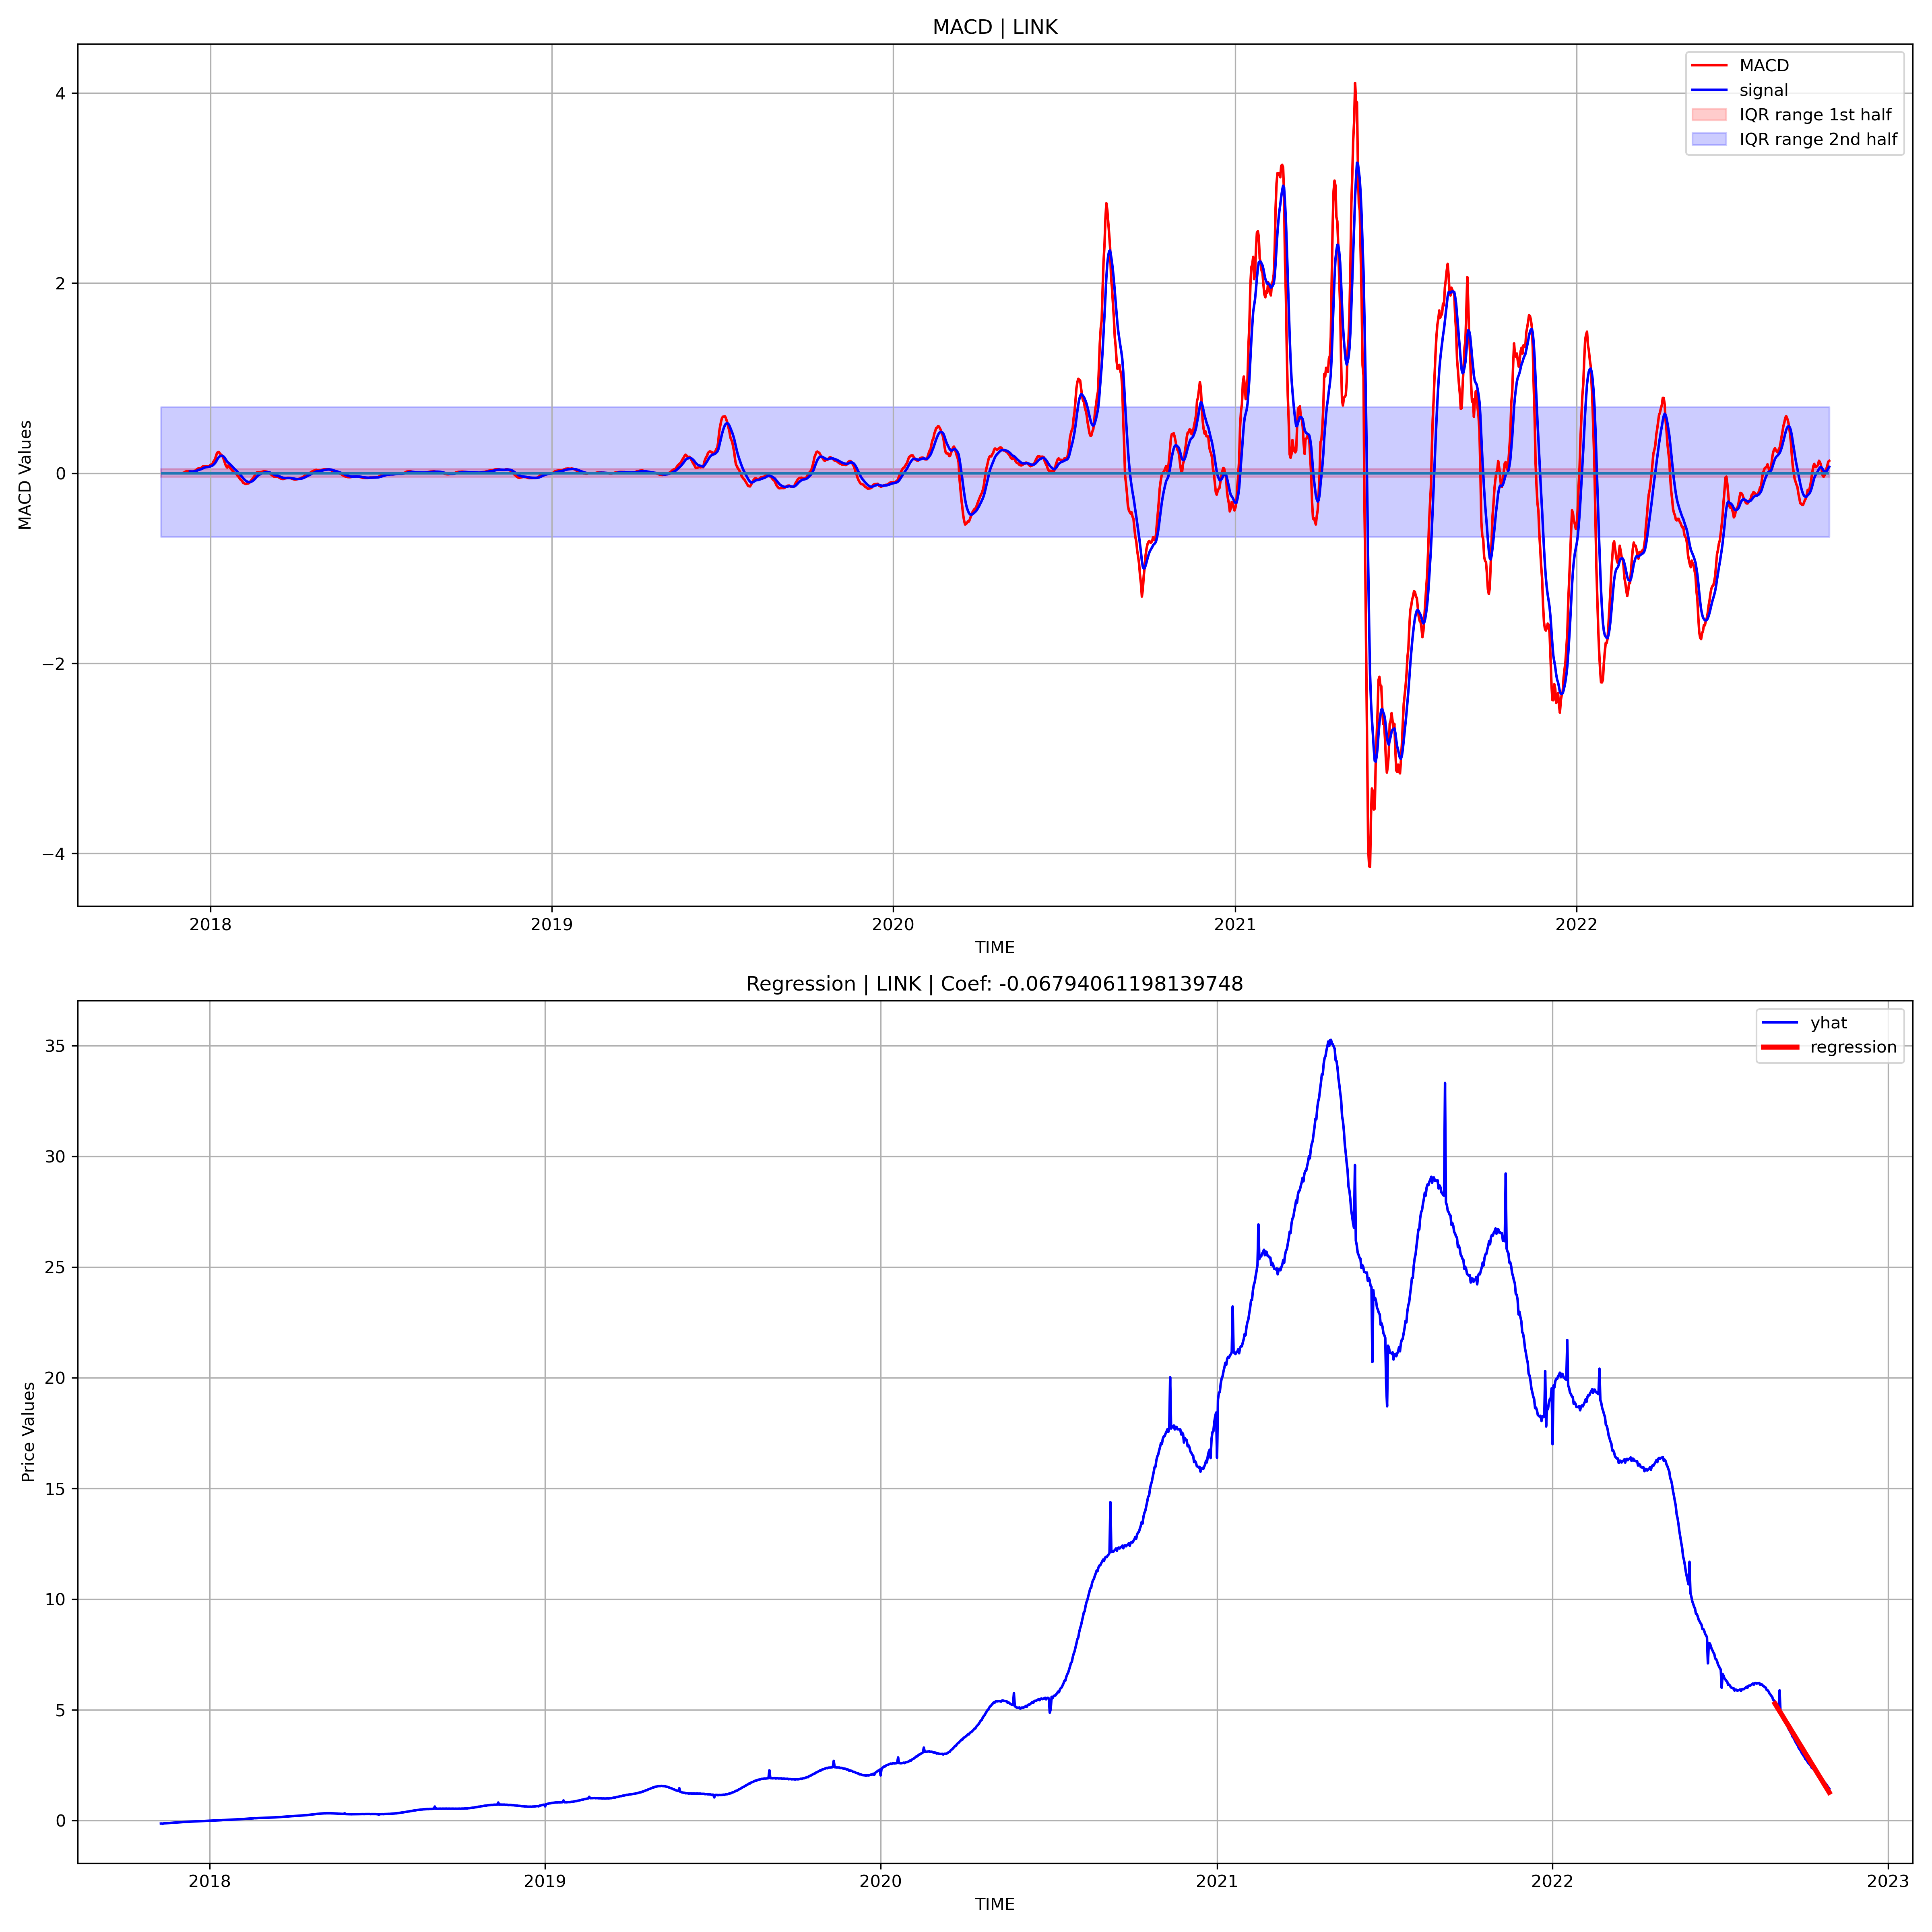 MACD | LINK
MACD
signal
IQR range 1st half
IQR range 2nd half
4
2
0
−2
−4
MACD Values
2018 2019 2020 2021 2022
TIME
Regression | LINK | Coef: -0.06794061198139748
yhat
regression
35
30
25
20
15
10
5
0
Price Values
2018 2019 2020 2021 2022 2023
TIME